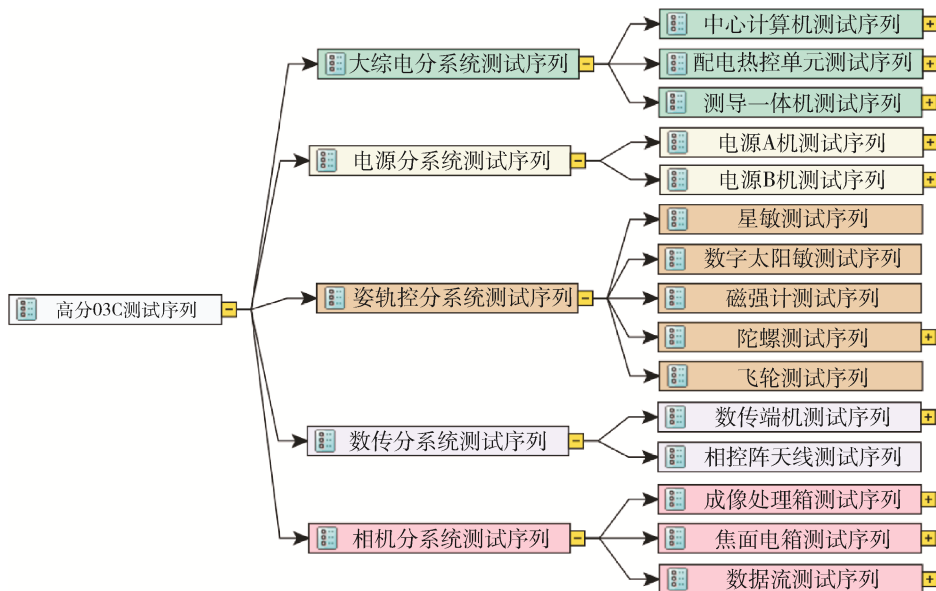 高分03C测试序列
大综电分系统测试序列
中心计算机测试序列
配电热控单元测试序列
测导一体机测试序列
电源分系统测试序列
电源A机测试序列
电源B机测试序列
姿轨控分系统测试序列
星敏测试序列
数字太阳敏测试序列
磁强计测试序列
陀螺测试序列
飞轮测试序列
数传分系统测试序列
数传端机测试序列
相控阵天线测试序列
相机分系统测试序列
成像处理箱测试序列
焦面电箱测试序列
数据流测试序列